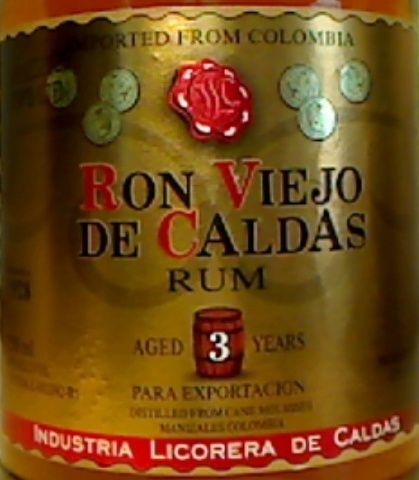 IMPORTED FROM COLOMBIA
RON VIEJO
DE CALDAS
RUM
AGED 3 YEARS
PARA EXPORTACION
DISTILLED FROM CANE MOLASSES
MANIZALES COLOMBIA
INDUSTRIA LICORERA DE CALDAS